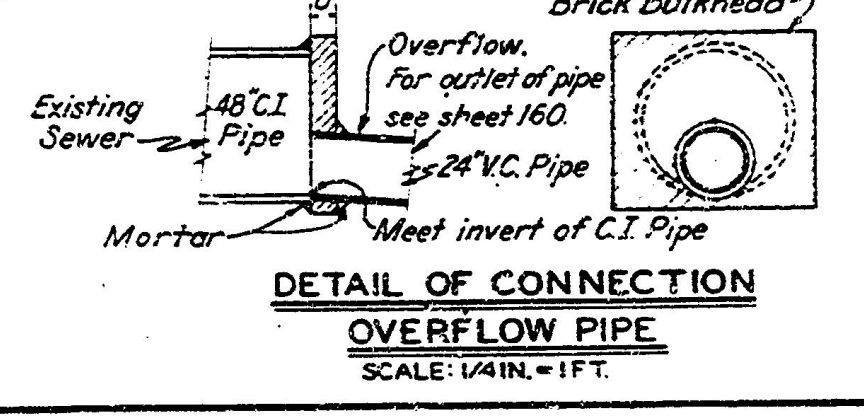 Brick Bulkhead
Overflow.
For outlet of pipe
see sheet 160.
Existing
Sewer
48" C.I.
Pipe
24" V.C. Pipe
Mortar
Meet invert of C.I. Pipe
DETAIL OF CONNECTION
OVERFLOW PIPE
SCALE: 1/4 IN. = 1 FT.